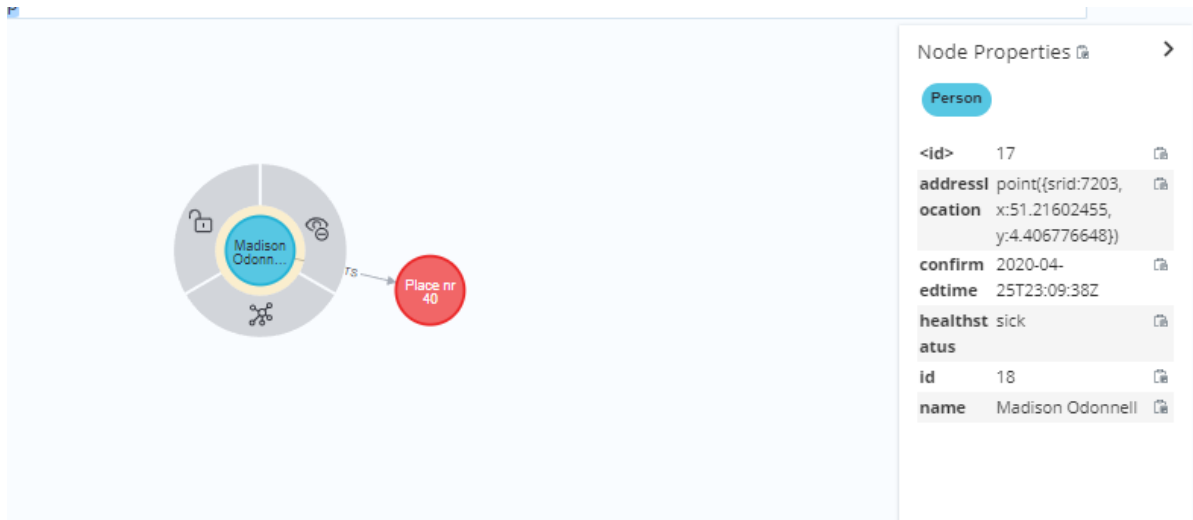 Node Properties
Person
<id> 17
addressl point({srid:7203,
ocation x:51.21602455,
y:4.406776648})
confirm 2020-04-
edtime 25T23:09:38Z
healthst sick
atus
id 18
name Madison Odonnell
Madison
Odonn...
TS
Place nr
40